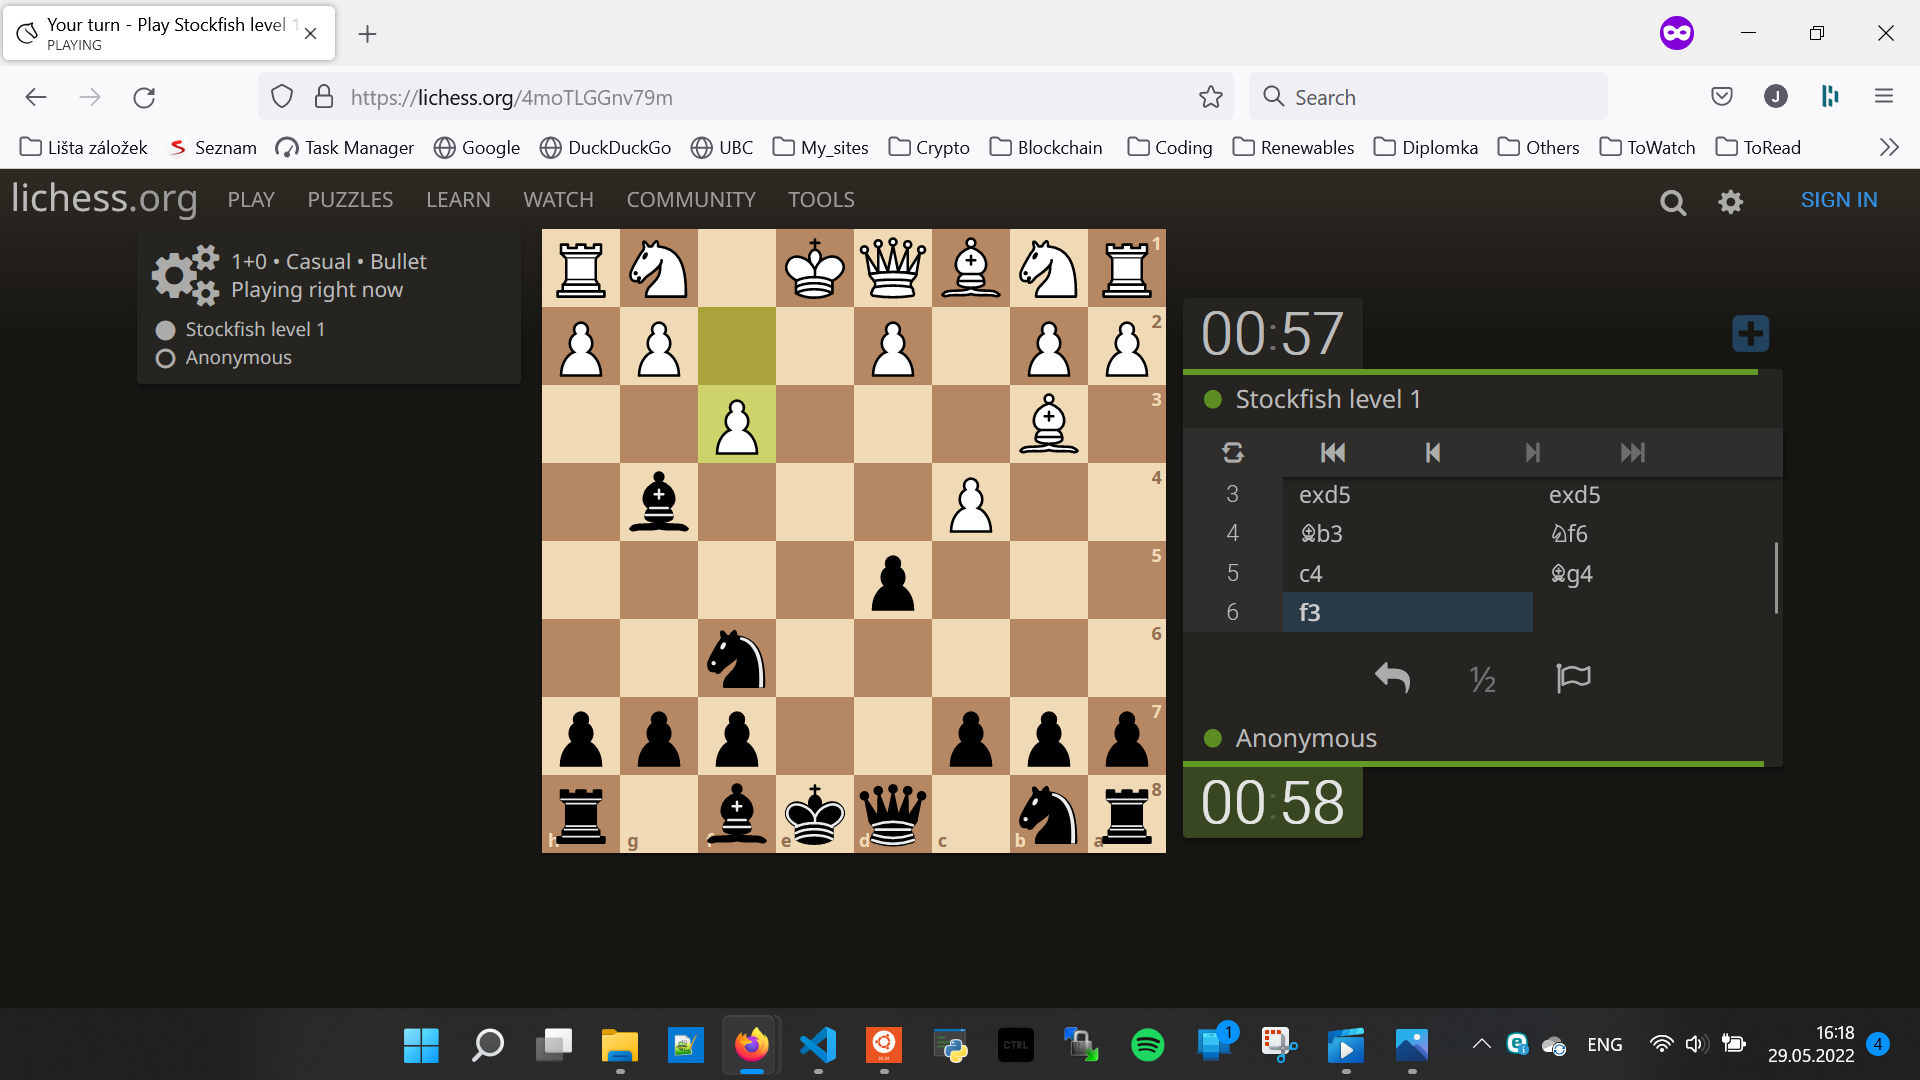 Your turn - Play Stockfish level 1
PLAYING
https://lichess.org/4moTLGGnv79m
Search
J
Lišta záložek
Seznam
Task Manager
Google
DuckDuckGo
UBC
My_sites
Crypto
Blockchain
Coding
Renewables
Diplomka
Others
ToWatch
ToRead
lichess.org
PLAY
PUZZLES
LEARN
WATCH
COMMUNITY
TOOLS
SIGN IN
1+0 • Casual • Bullet
Playing right now
Stockfish level 1
Anonymous
1
2
3
4
5
6
7
8
h
g
f
e
d
c
b
a
00:57
Stockfish level 1
3 exd5 exd5
4 ♗b3 ♘f6
5 c4 ♗g4
6 f3
½
Anonymous
00:58
CTRL
1
ENG
16:18
29.05.2022
4